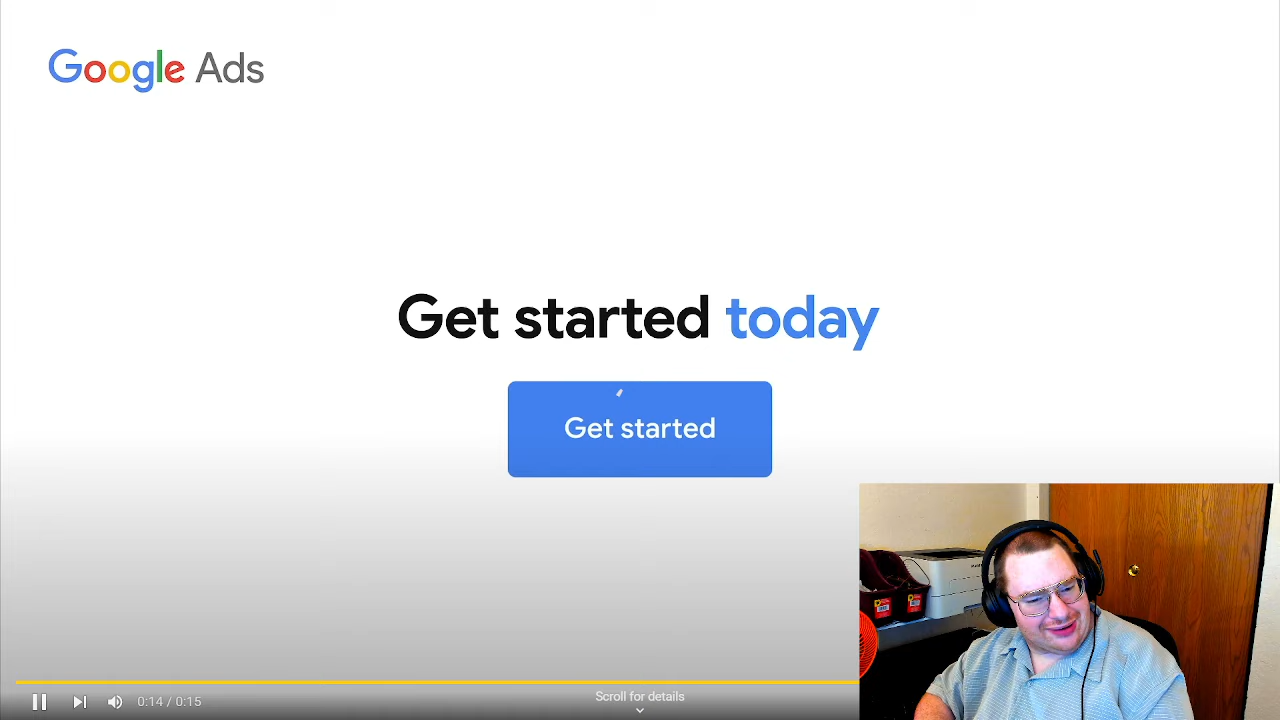 Google Ads
Get started today
Get started
0:14 / 0:15
Scroll for details